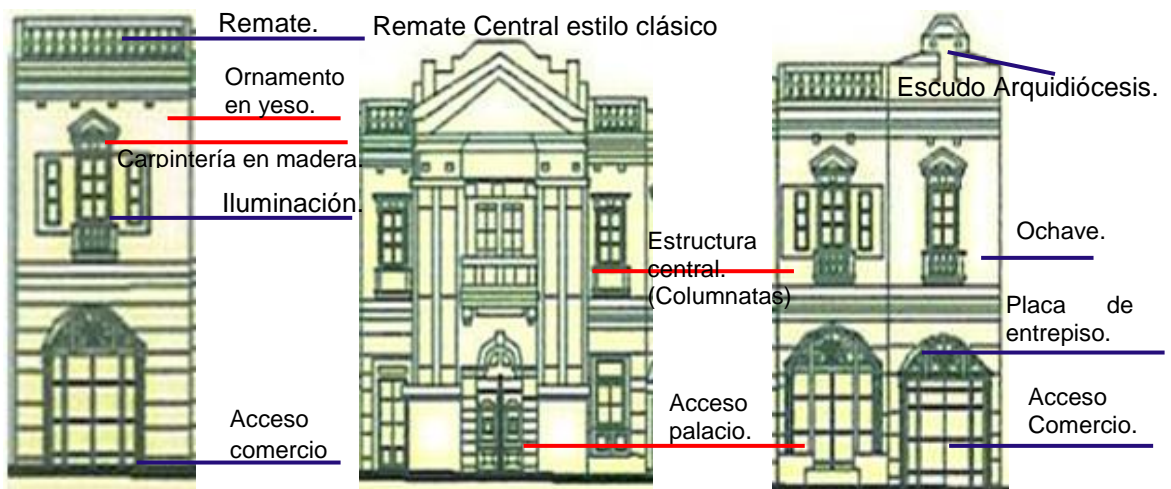 Remate.
Remate Central estilo clásico
Ornamento
en yeso.
Carpintería en madera.
Iluminación.
Acceso
comercio
Estructura
central.
(Columnatas)
Acceso
palacio.
Escudo Arquidiócesis.
Ochave.
Placa de
entrepiso.
Acceso
Comercio.